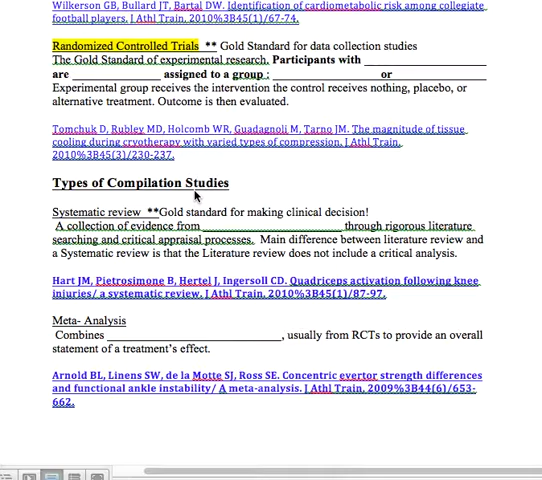 Wilkerson GB, Bullard JT, Bartal DW. Identification of cardiometabolic risk among collegiate
football players. J Athl Train. 2010%3B45(1)/67-74.
Randomized Controlled Trials ** Gold Standard for data collection studies
The Gold Standard of experimental research. Participants with ____________________
are ______________ assigned to a group : __________________ or ________________
Experimental group receives the intervention the control receives nothing, placebo, or
alternative treatment. Outcome is then evaluated.
Tomchuk D, Rubley MD, Holcomb WR, Guadagnoli M, Tarno JM. The magnitude of tissue
cooling during cryotherapy with varied types of compression. J Athl Train.
2010%3B45(3)/230-237.
Types of Compilation Studies
Systematic review **Gold standard for making clinical decision!
A collection of evidence from _______________________ through rigorous literature
searching and critical appraisal processes. Main difference between literature review and
a Systematic review is that the Literature review does not include a critical analysis.
Hart JM, Pietrosimone B, Hertel J, Ingersoll CD. Quadriceps activation following knee
injuries/ a systematic review. J Athl Train. 2010%3B45(1)/87-97.
Meta- Analysis
Combines _____________________________, usually from RCTs to provide an overall
statement of a treatment's effect.
Arnold BL, Linens SW, de la Motte SJ, Ross SE. Concentric evertor strength differences
and functional ankle instability/ A meta-analysis. J Athl Train. 2009%3B44(6)/653-
662.